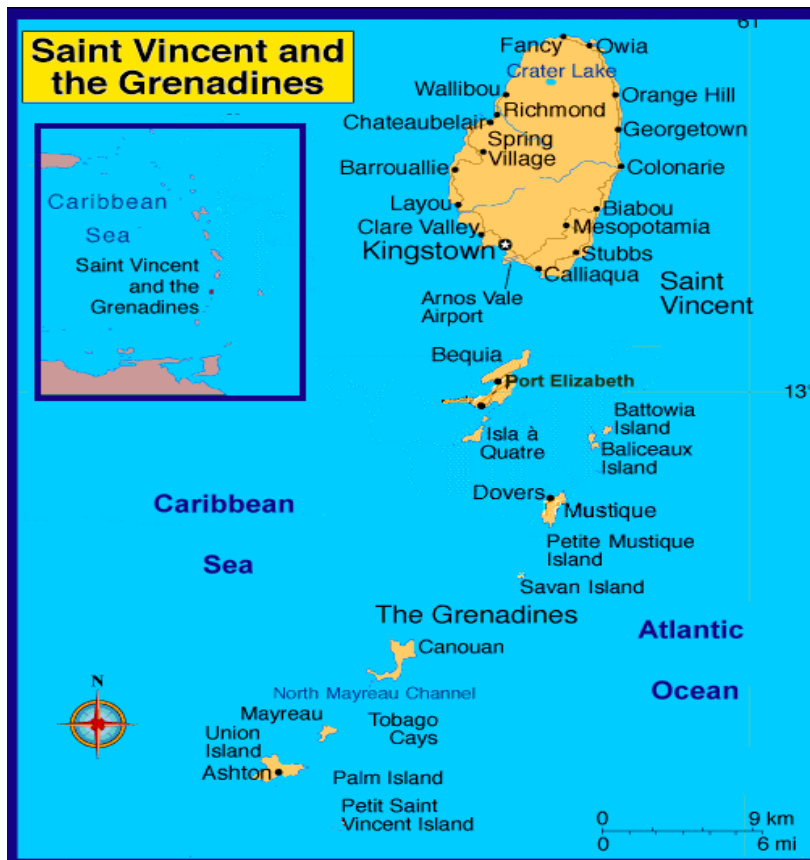 Saint Vincent and
the Grenadines
61
Fancy
Owia
Crater Lake
Wallibou
Orange Hill
Richmond
Chateaubelair
Georgetown
Spring
Village
Barrouallie
Colonarie
Layou
Biabou
Clare Valley
Mesopotamia
Kingstown
Stubbs
Calliaqua
Arnos Vale
Airport
Saint
Vincent
Caribbean
Sea
Saint Vincent
and the
Grenadines
Bequia
Port Elizabeth
13°
Battowia
Island
Isla à
Quatre
Baliceaux
Island
Dovers
Mustique
Caribbean
Sea
Petite Mustique
Island
Savan Island
The Grenadines
Atlantic
Ocean
Canouan
North Mayreau Channel
N
Mayreau
Tobago
Cays
Union
Island
Ashton
Palm Island
Petit Saint
Vincent Island
0 9 km
0 6 mi